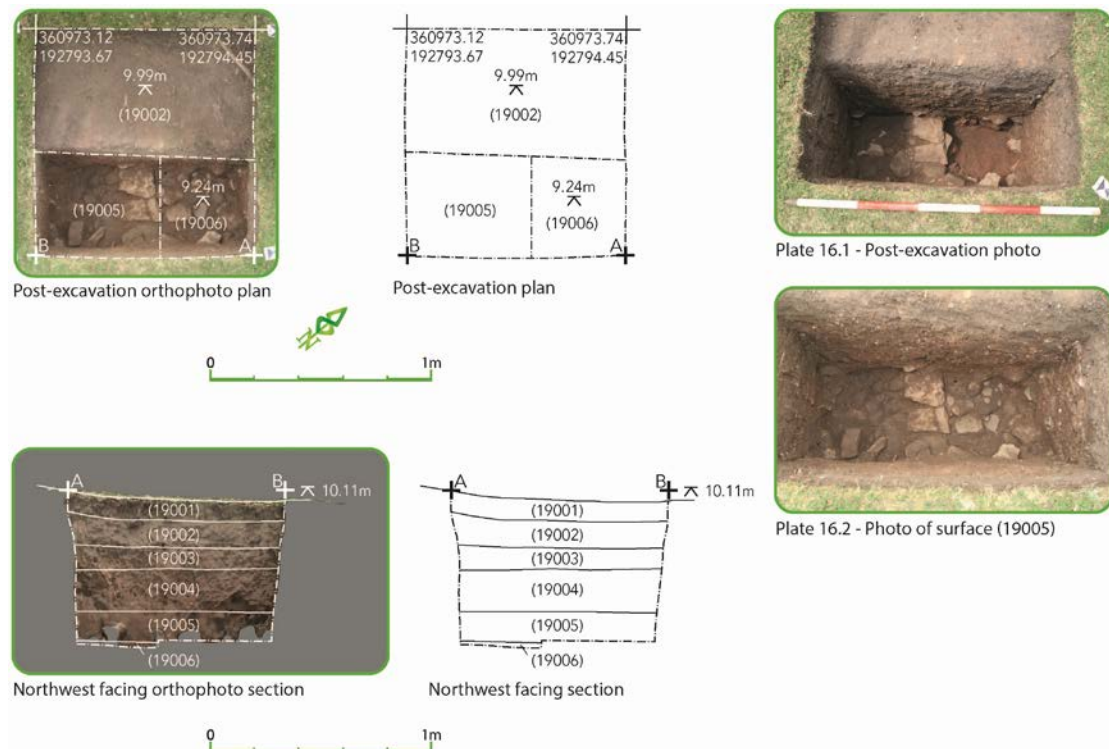 360973.12 360973.74
192793.67 192794.45
9.99m
(19002)
9.24m
(19005)
(19006)
B A
Post-excavation orthophoto plan
360973.12 360973.74
192793.67 192794.45
9.99m
(19002)
9.24m
(19005)
(19006)
B A
Post-excavation plan
Plate 16.1 - Post-excavation photo
N
0 1m
Plate 16.2 - Photo of surface (19005)
A B 10.11m
(19001)
(19002)
(19003)
(19004)
(19005)
(19006)
Northwest facing orthophoto section
A B 10.11m
(19001)
(19002)
(19003)
(19004)
(19005)
(19006)
Northwest facing section
0 1m